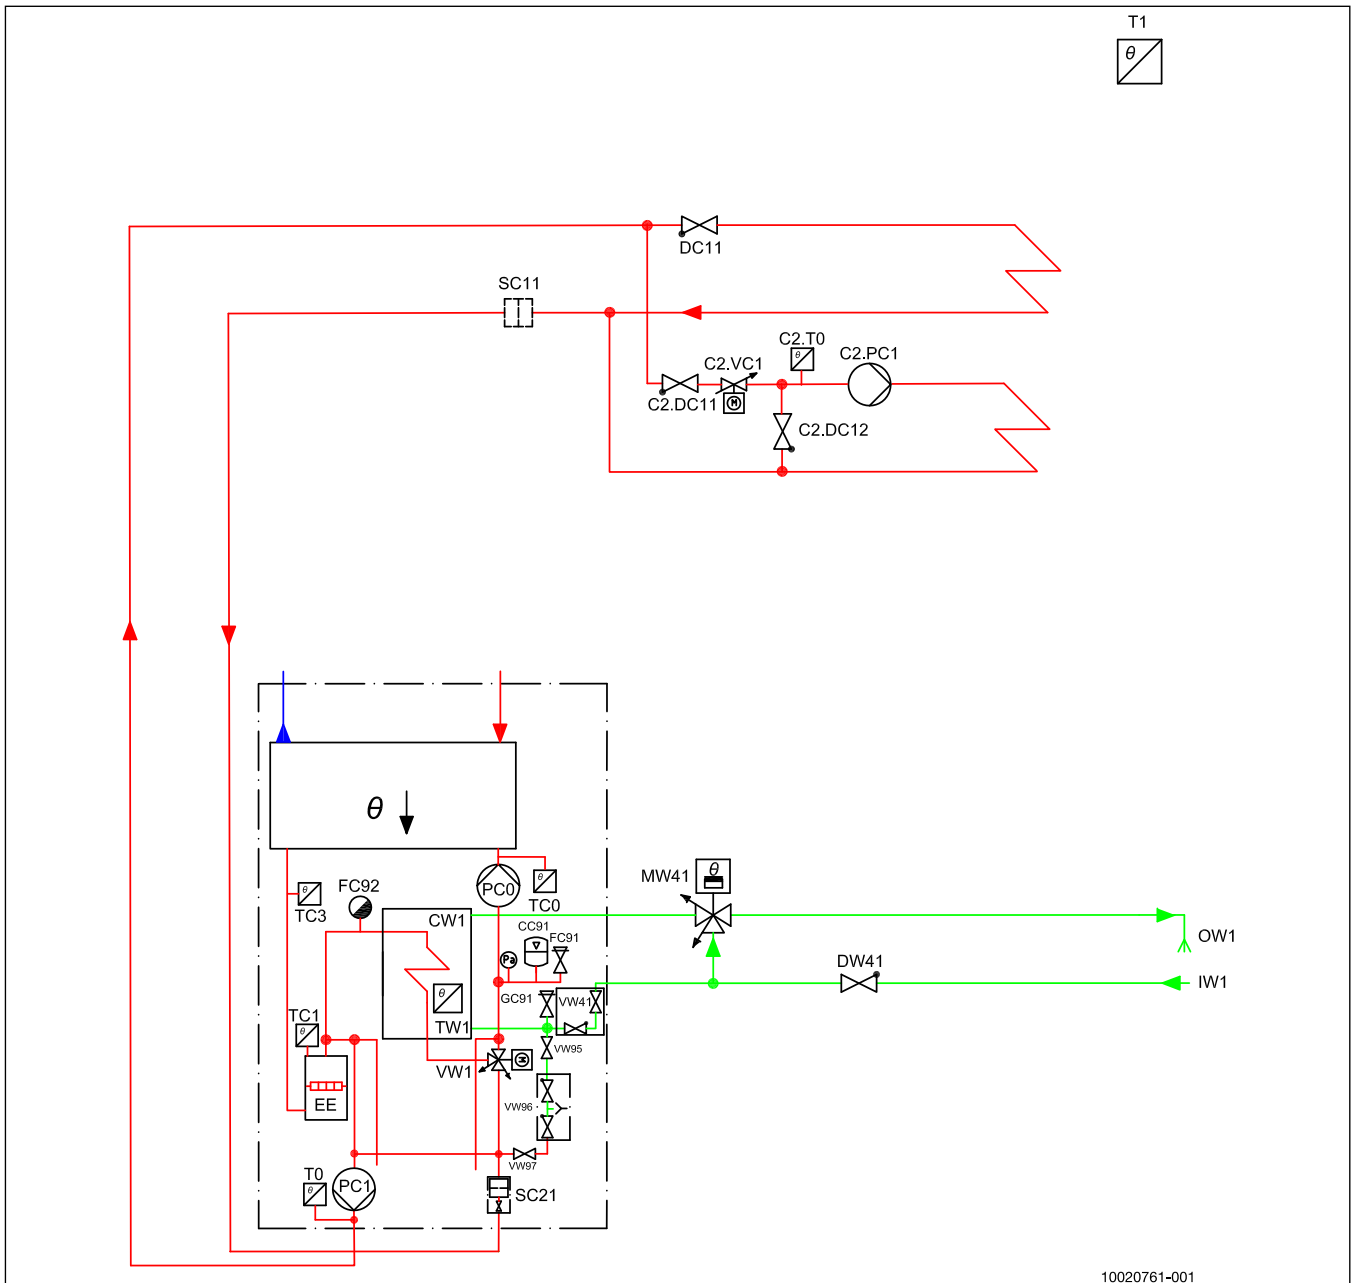 T1
θ
DC11
SC11
C2.T0
θ
C2.VC1
C2.PC1
C2.DC11
M
C2.DC12
θ
MW41
θ
FC92
PC0
θ
θ
TC3
CW1
TC0
CC91
FC91
OW1
Pa
DW41
IW1
θ
GC91
VW41
TC1
TW1
θ
VW95
VW1
M
EE
VW96
VW97
T0
θ
PC1
SC21
10020761-001